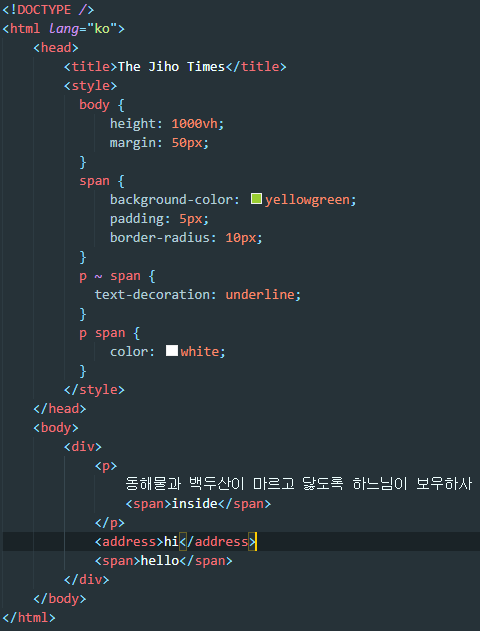 <!DOCTYPE />
<html lang="ko">
<head>
<title>The Jiho Times</title>
<style>
body {
height: 1000vh;
margin: 50px;
}
span {
background-color: yellowgreen;
padding: 5px;
border-radius: 10px;
}
p ~ span {
text-decoration: underline;
}
p span {
color: white;
}
</style>
</head>
<body>
<div>
<p>
동해물과 백두산이 마르고 닳도록 하느님이 보우하사
<span>inside</span>
</p>
<address>hi</address>
<span>hello</span>
</div>
</body>
</html>